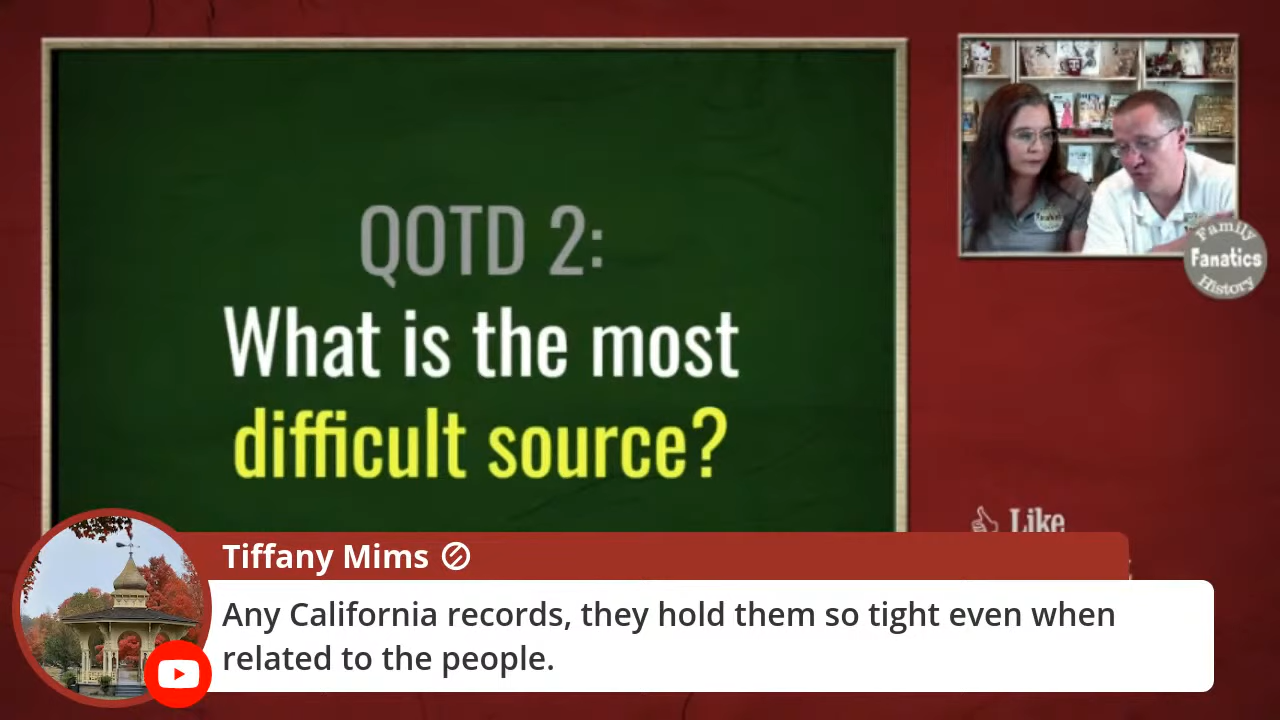 QOTD 2:
What is the most
difficult source?
Family
Fanatics
History
Like
Tiffany Mims
Any California records, they hold them so tight even when
related to the people.